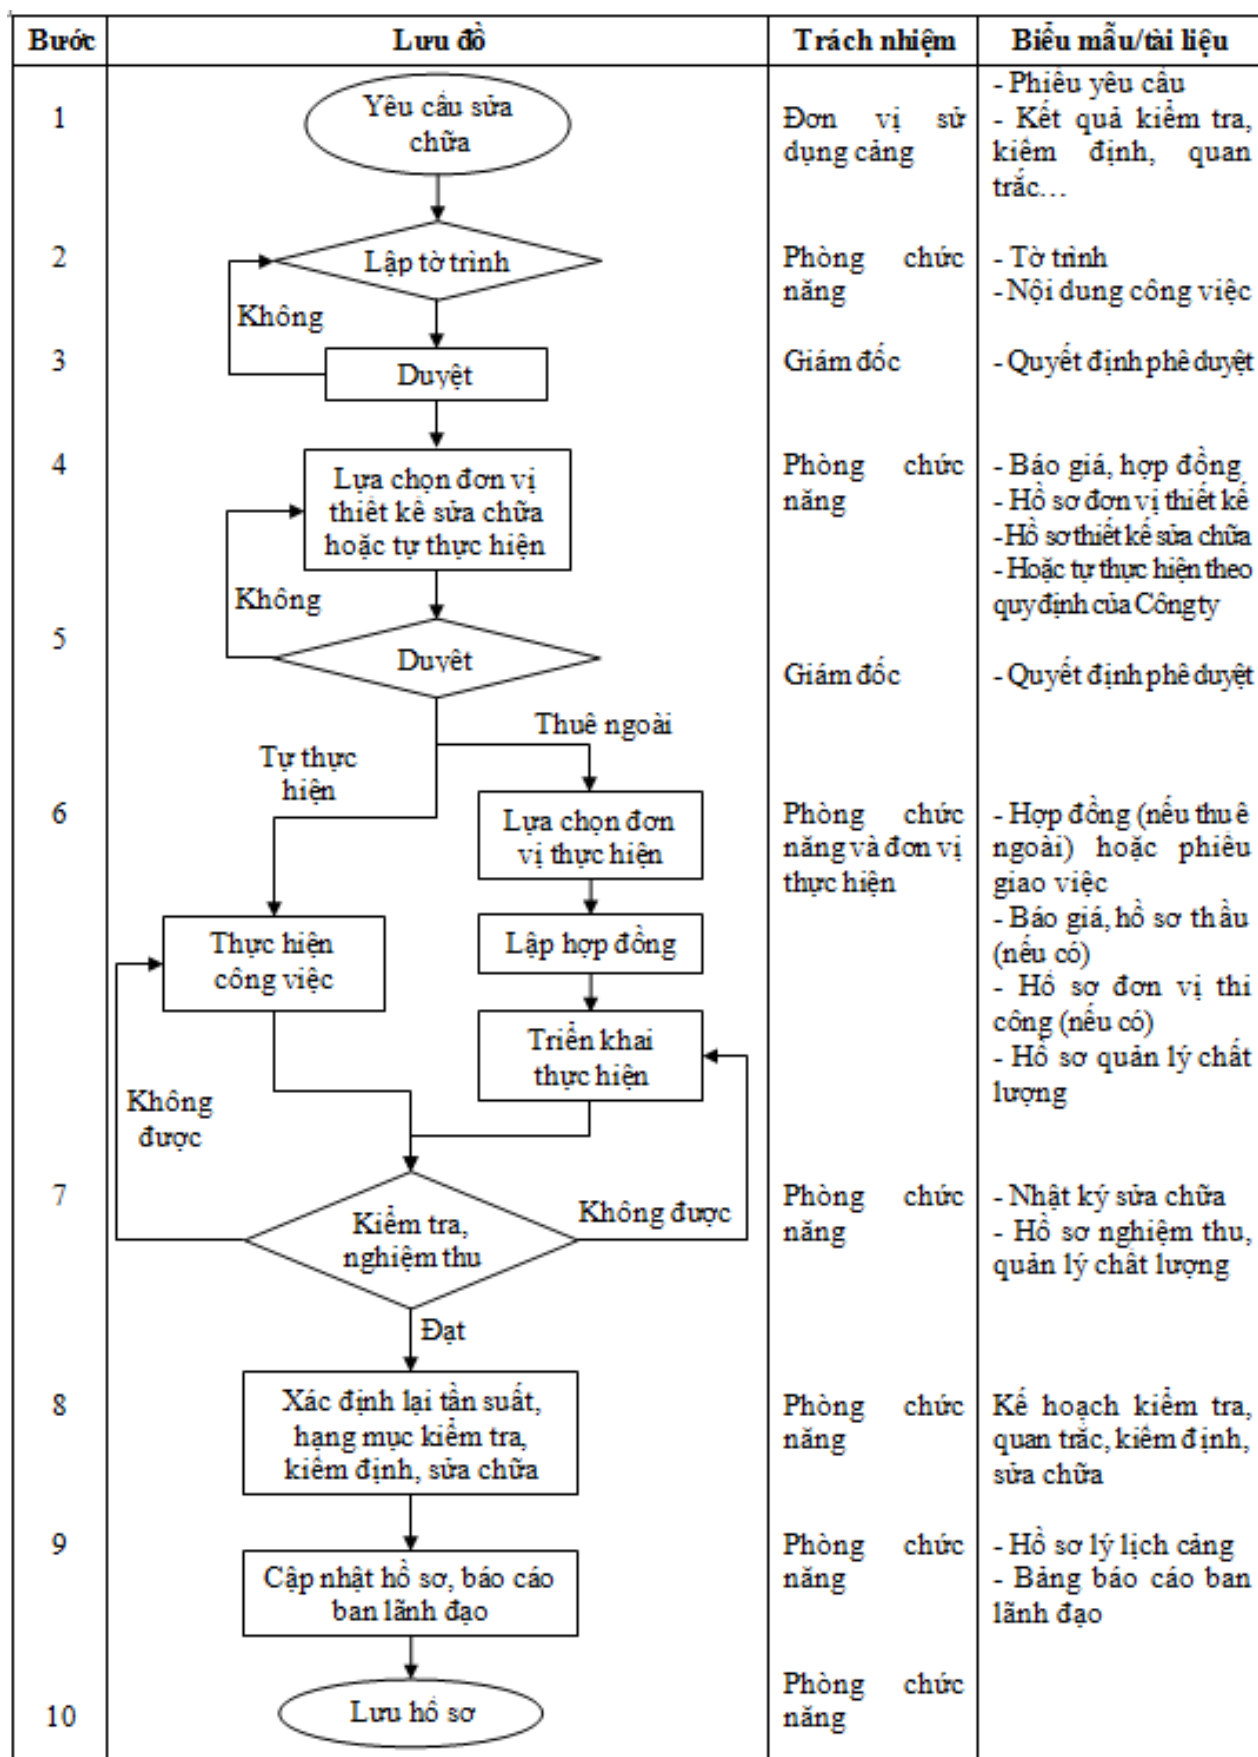 Bước
Lưu đồ
Trách nhiệm
Biểu mẫu/tài liệu
1
Yêu cầu sửa
chữa
Đơn vị sử
dụng cảng
- Phiếu yêu cầu
- Kết quả kiểm tra,
kiểm định, quan
trắc...
2
Lập tờ trình
Phòng chức
năng
- Tờ trình
- Nội dung công việc
Không
3
Duyệt
Giám đốc
- Quyết định phê duyệt
4
Lựa chọn đơn vị
thiết kế sửa chữa
hoặc tự thực hiện
Phòng chức
năng
- Báo giá, hợp đồng
- Hồ sơ đơn vị thiết kế
- Hồ sơ thiết kế sửa chữa
- Hoặc tự thực hiện theo
quy định của Công ty
Không
5
Duyệt
Giám đốc
- Quyết định phê duyệt
Thuê ngoài
Tự thực
hiện
6
Lựa chọn đơn
vị thực hiện
Phòng chức
năng và đơn vị
thực hiện
- Hợp đồng (nếu thuê
ngoài) hoặc phiếu
giao việc
- Báo giá, hồ sơ thầu
(nếu có)
- Hồ sơ đơn vị thi
công (nếu có)
- Hồ sơ quản lý chất
lượng
Thực hiện
công việc
Lập hợp đồng
Triển khai
thực hiện
Không
được
7
Kiểm tra,
nghiệm thu
Không được
Phòng chức
năng
- Nhật ký sửa chữa
- Hồ sơ nghiệm thu,
quản lý chất lượng
Đạt
8
Xác định lại tần suất,
hạng mục kiểm tra,
kiểm định, sửa chữa
Phòng chức
năng
Kế hoạch kiểm tra,
quan trắc, kiểm định,
sửa chữa
9
Cập nhật hồ sơ, báo cáo
ban lãnh đạo
Phòng chức
năng
- Hồ sơ lý lịch cảng
- Bảng báo cáo ban
lãnh đạo
10
Lưu hồ sơ
Phòng chức
năng